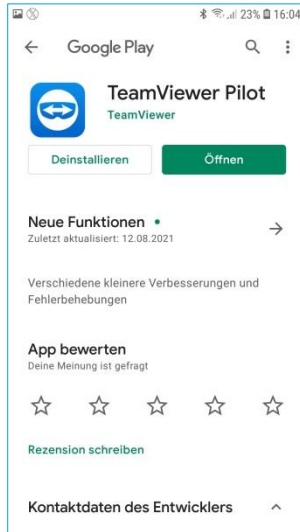 23% 16:04
Google Play
TeamViewer Pilot
TeamViewer
Deinstallieren
Öffnen
Neue Funktionen •
Zuletzt aktualisiert: 12.08.2021
Verschiedene kleinere Verbesserungen und
Fehlerbehebungen
App bewerten
Deine Meinung ist gefragt
Rezension schreiben
Kontaktdaten des Entwicklers